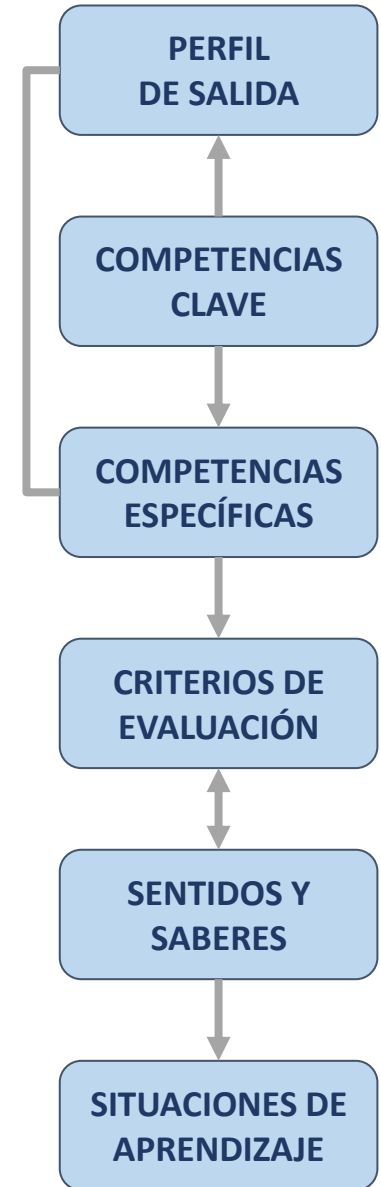 PERFIL
DE SALIDA
COMPETENCIAS
CLAVE
COMPETENCIAS
ESPECÍFICAS
CRITERIOS DE
EVALUACIÓN
SENTIDOS Y
SABERES
SITUACIONES DE
APRENDIZAJE